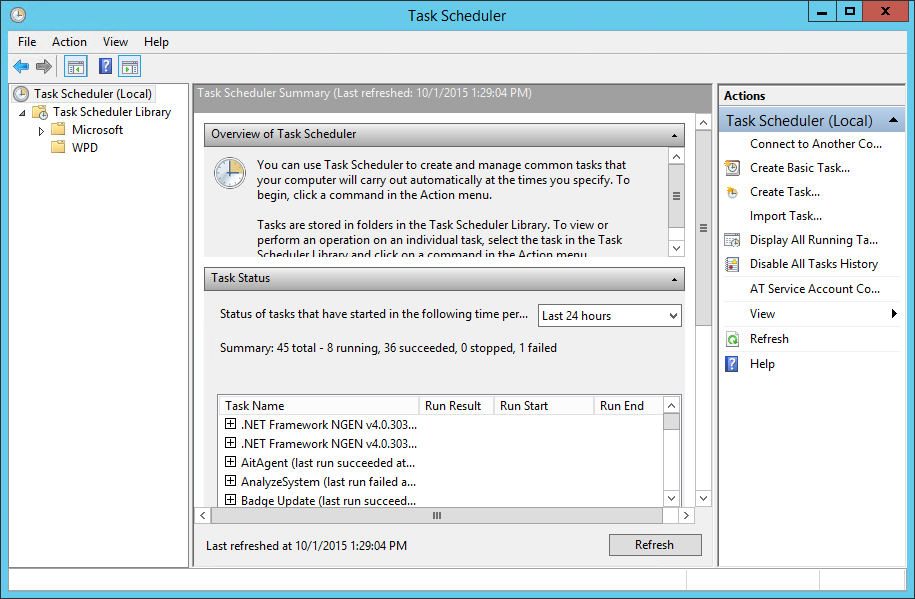 Task Scheduler
File Action View Help
Task Scheduler (Local)
Task Scheduler Library
Microsoft
WPD
Task Scheduler Summary (Last refreshed: 10/1/2015 1:29:04 PM)
Overview of Task Scheduler
You can use Task Scheduler to create and manage common tasks that
your computer will carry out automatically at the times you specify. To
begin, click a command in the Action menu.
Tasks are stored in folders in the Task Scheduler Library. To view or
perform an operation on an individual task, select the task in the Task
Scheduler Library and click on a command in the Action menu.
Task Status
Status of tasks that have started in the following time per... Last 24 hours
Summary: 45 total - 8 running, 36 succeeded, 0 stopped, 1 failed
Task Name Run Result Run Start Run End
.NET Framework NGEN v4.0.303...
.NET Framework NGEN v4.0.303...
AitAgent (last run succeeded at...
AnalyzeSystem (last run failed a...
Badge Update (last run succeed...
Last refreshed at 10/1/2015 1:29:04 PM
Refresh
Actions
Task Scheduler (Local)
Connect to Another Co...
Create Basic Task...
Create Task...
Import Task...
Display All Running Ta...
Disable All Tasks History
AT Service Account Co...
View
Refresh
Help